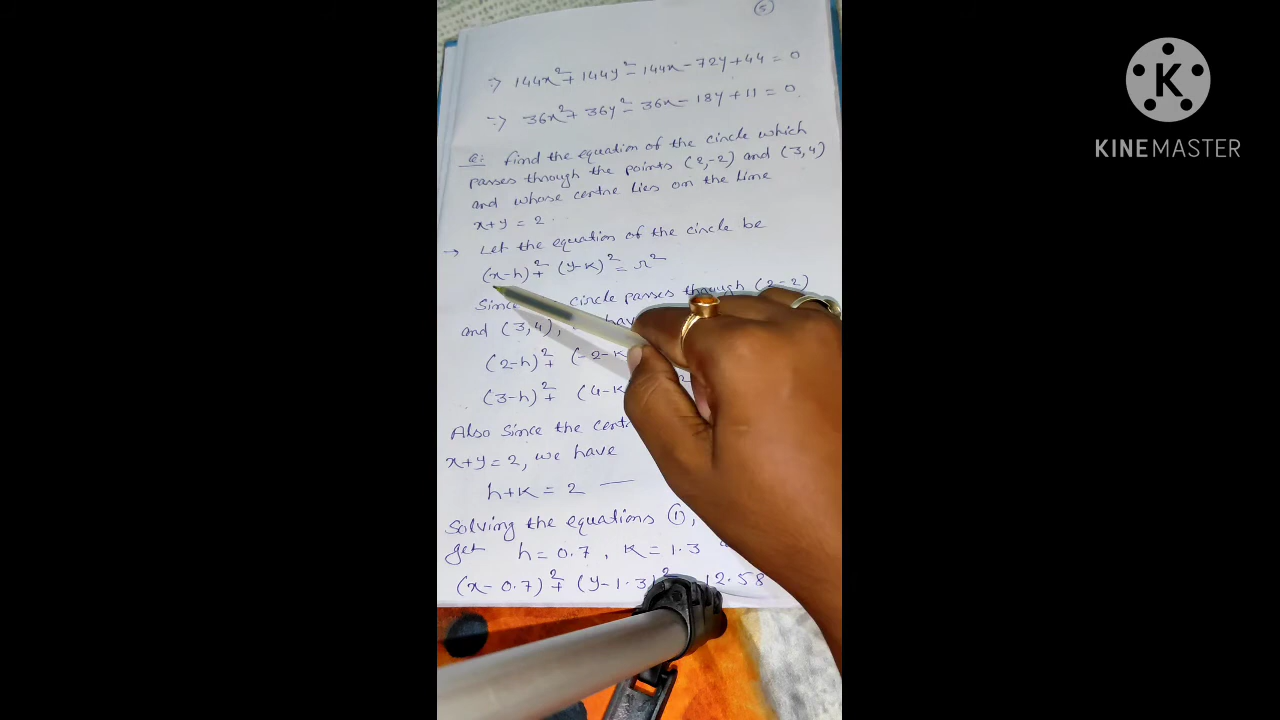 5
⇒ 144x² + 144y² - 144x - 72y + 44 = 0
⇒ 36x² + 36y² - 36x - 18y + 11 = 0.
Q: Find the equation of the circle which
passes through the points (2,-2) and (3,4)
and whose centre lies on the line
x+y = 2.
→ Let the equation of the circle be
(x-h)² + (y-k)² = r²
Since circle passes through (2,-2)
and (3,4), have
(2-h)² + (-2-k
(3-h)² + (4-k 2
Also since the cent
x+y = 2, we have
h+k = 2 —
Solving the equations ①,
get h = 0.7, k = 1.3
(x-0.7)² + (y-1.3)² 12.58
K
KINEMASTER